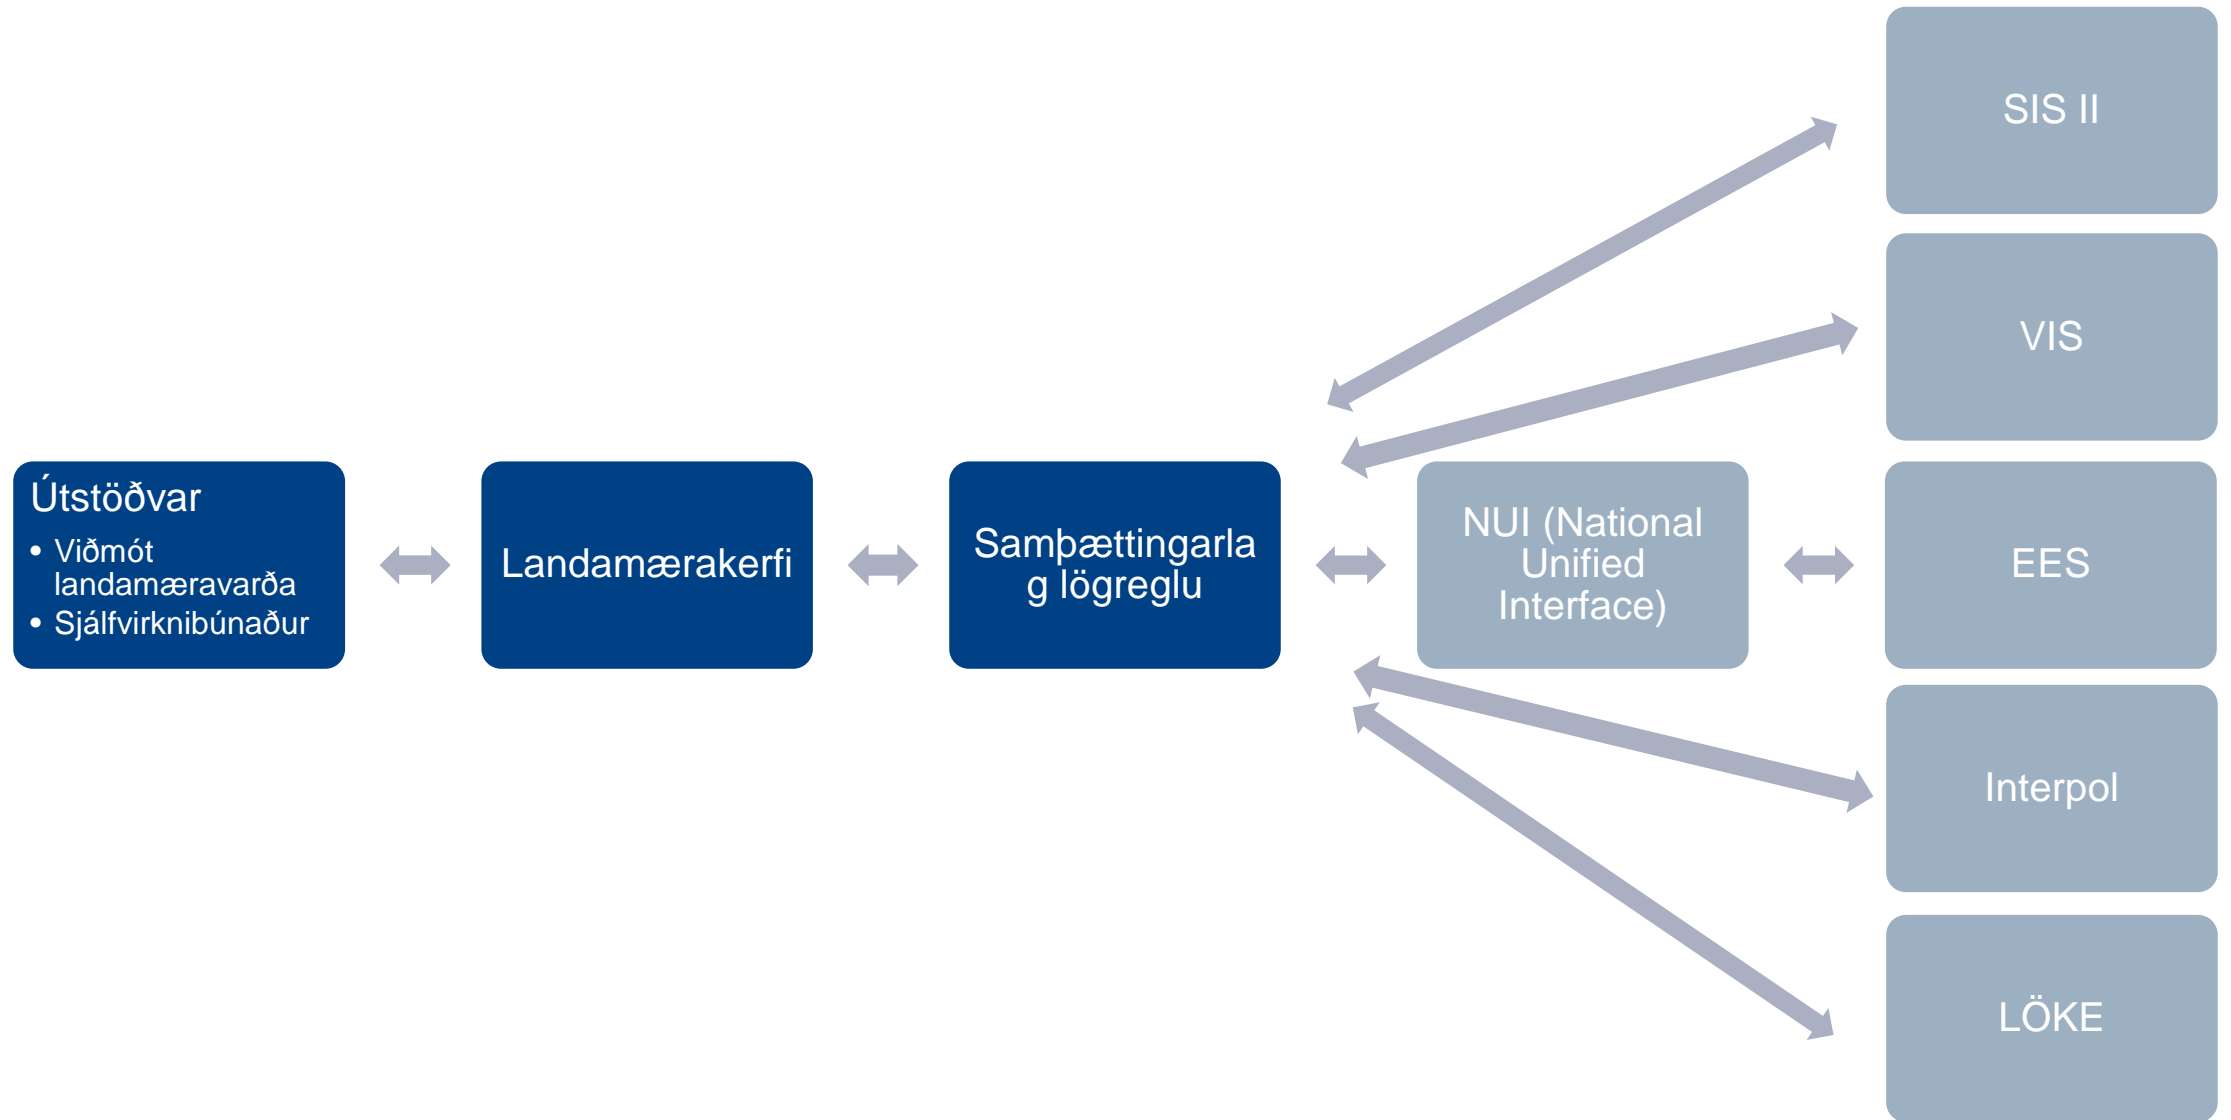 Útstöðvar
• Viðmót
landamæravarða
• Sjálfvirknibúnaður
Landamærakerfi
Samþættingarla
g lögreglu
NUI (National
Unified
Interface)
SIS II
VIS
EES
Interpol
LÖKE